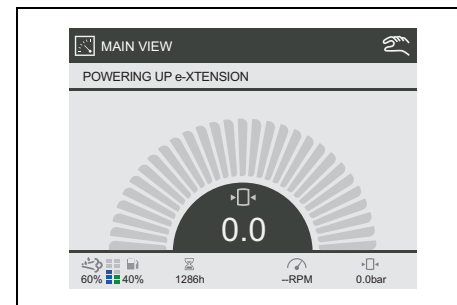 MAIN VIEW
POWERING UP e-XTENSION
0.0
60% 40% 1286h --RPM 0.0bar